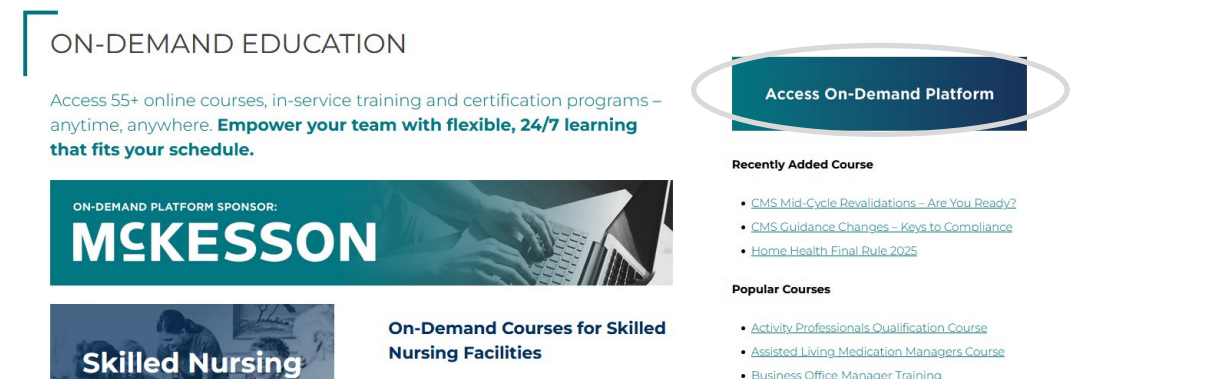 ON-DEMAND EDUCATION
Access 55+ online courses, in-service training and certification programs –
anytime, anywhere. Empower your team with flexible, 24/7 learning
that fits your schedule.
ON-DEMAND PLATFORM SPONSOR:
MCKESSON
Skilled Nursing
On-Demand Courses for Skilled
Nursing Facilities
Access On-Demand Platform
Recently Added Course
• CMS Mid-Cycle Revalidations – Are You Ready?
• CMS Guidance Changes – Keys to Compliance
• Home Health Final Rule 2025
Popular Courses
• Activity Professionals Qualification Course
• Assisted Living Medication Managers Course
• Business Office Manager Training